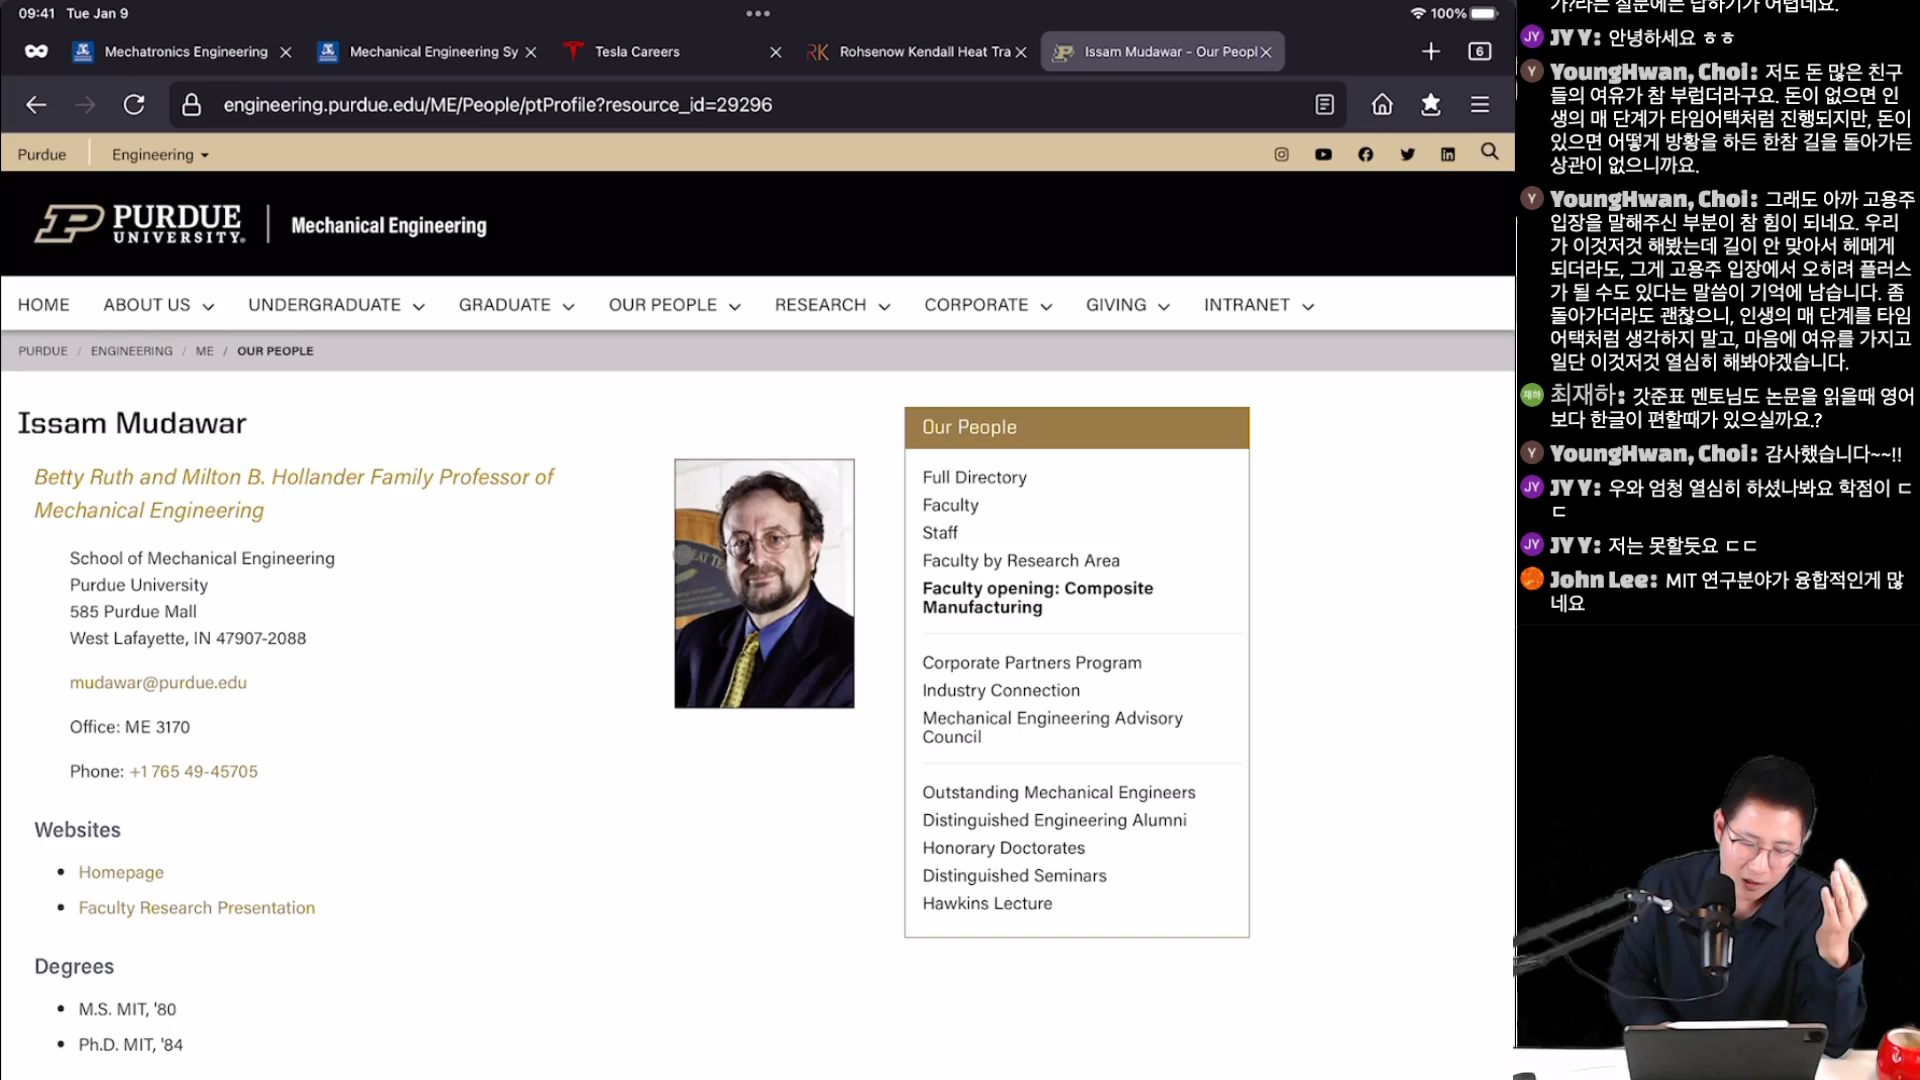 09:41 Tue Jan 9
100%
Mechatronics Engineering
Mechanical Engineering Sy
Tesla Careers
RK Rohsenow Kendall Heat Tra
Issam Mudawar - Our Peopl
6
engineering.purdue.edu/ME/People/ptProfile?resource_id=29296
Purdue
Engineering
PURDUE UNIVERSITY.
Mechanical Engineering
HOME
ABOUT US
UNDERGRADUATE
GRADUATE
OUR PEOPLE
RESEARCH
CORPORATE
GIVING
INTRANET
PURDUE / ENGINEERING / ME / OUR PEOPLE
Issam Mudawar
Betty Ruth and Milton B. Hollander Family Professor of
Mechanical Engineering
School of Mechanical Engineering
Purdue University
585 Purdue Mall
West Lafayette, IN 47907-2088
mudawar@purdue.edu
Office: ME 3170
Phone: +1 765 49-45705
Websites
Homepage
Faculty Research Presentation
Degrees
M.S. MIT, '80
Ph.D. MIT, '84
Our People
Full Directory
Faculty
Staff
Faculty by Research Area
Faculty opening: Composite
Manufacturing
Corporate Partners Program
Industry Connection
Mechanical Engineering Advisory
Council
Outstanding Mechanical Engineers
Distinguished Engineering Alumni
Honorary Doctorates
Distinguished Seminars
Hawkins Lecture
가?라는 질문에는 답하기가 어렵네요.
JY JY Y: 안녕하세요 ㅎㅎ
Y YoungHwan, Choi: 저도 돈 많은 친구
들의 여유가 참 부럽더라구요. 돈이 없으면 인
생의 매 단계가 타임어택처럼 진행되지만, 돈이
있으면 어떻게 방황을 하든 한참 길을 돌아가든
상관이 없으니까요.
Y YoungHwan, Choi: 그래도 아까 고용주
입장을 말해주신 부분이 참 힘이 되네요. 우리
가 이것저것 해봤는데 길이 안 맞아서 헤메게
되더라도, 그게 고용주 입장에서 오히려 플러스
가 될 수도 있다는 말씀이 기억에 남습니다. 좀
돌아가더라도 괜찮으니, 인생의 매 단계를 타임
어택처럼 생각하지 말고, 마음에 여유를 가지고
일단 이것저것 열심히 해봐야겠습니다.
재하 최재하: 갓준표 멘토님도 논문을 읽을때 영어
보다 한글이 편할때가 있으실까요.?
Y YoungHwan, Choi: 감사했습니다~~!!
JY JY Y: 우와 엄청 열심히 하셨나봐요 학점이 ㄷ
ㄷ
JY JY Y: 저는 못할듯요 ㄷㄷ
John Lee: MIT 연구분야가 융합적인게 많
네요